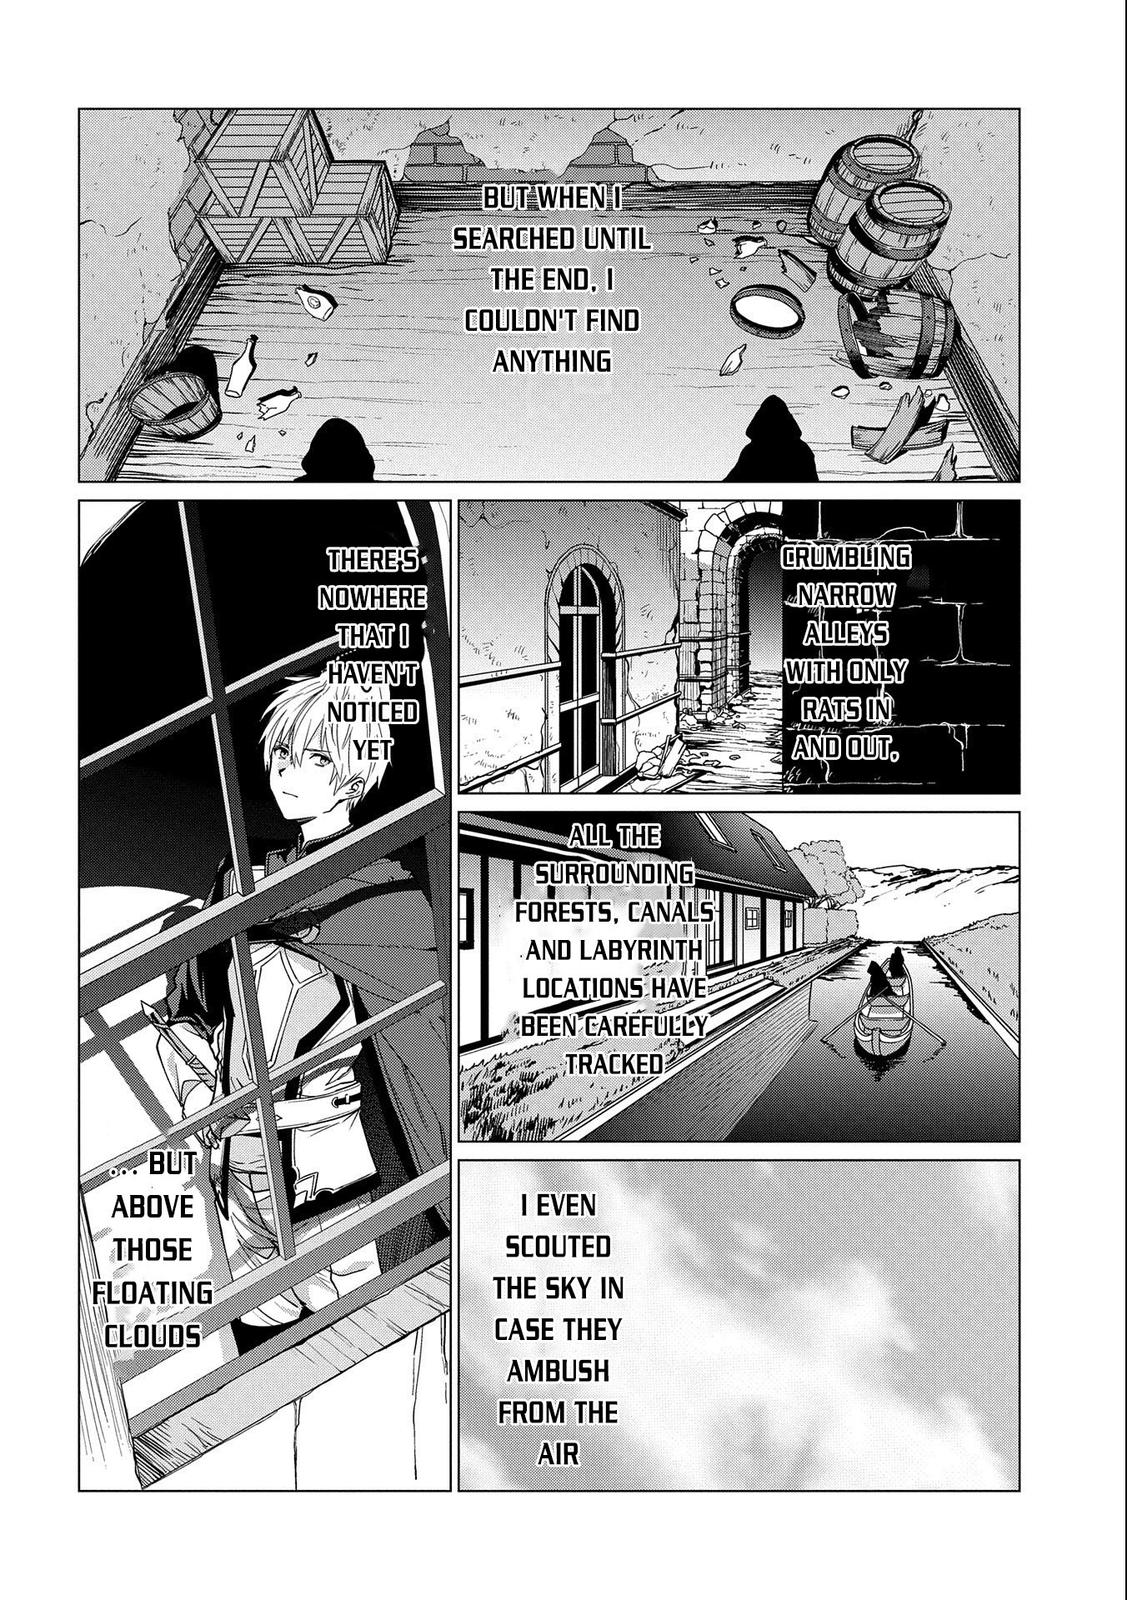 BUT WHEN I
SEARCHED UNTIL
THE END, I
COULDN'T FIND
ANYTHING
CRUMBLING
NARROW
ALLEYS
WITH ONLY
RATS IN
AND OUT,
ALL THE
SURROUNDING
FORESTS, CANALS
AND LABYRINTH
LOCATIONS HAVE
BEEN CAREFULLY
TRACKED
I EVEN
SCOUTED
THE SKY IN
CASE THEY
AMBUSH
FROM THE
AIR
THERE'S
NOWHERE
THAT I
HAVEN'T
NOTICED
YET
... BUT
ABOVE
THOSE
FLOATING
CLOUDS